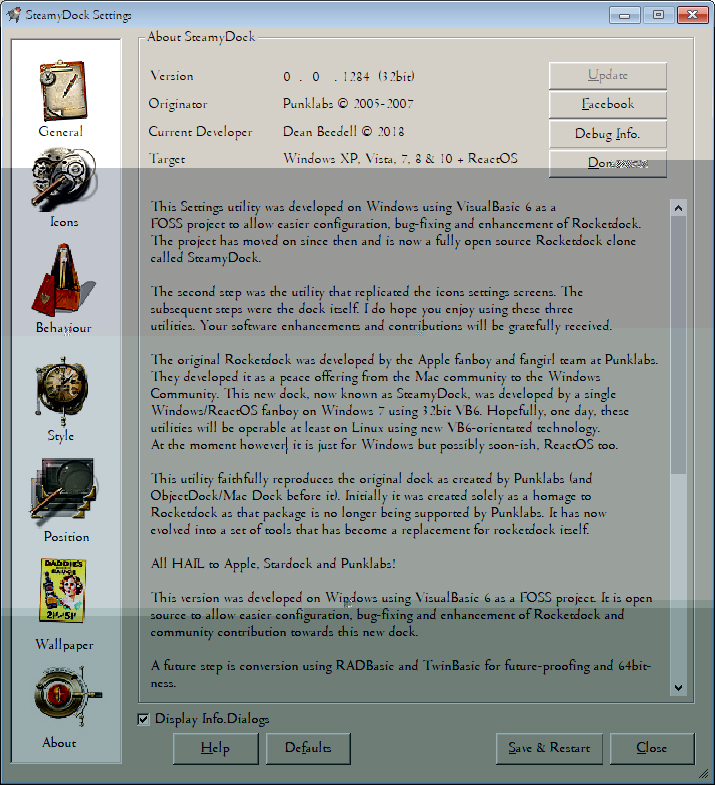 SteamyDock Settings
About SteamyDock
General
Icons
Behaviour
Style
Position
DADDIE'S
SAUCE
Wallpaper
About
Version 0 . 0 . 1284 (32bit)
Originator Punklabs © 2005-2007
Current Developer Dean Beedell © 2018
Target Windows XP, Vista, 7, 8 & 10 + ReactOS
Update
Facebook
Debug Info.
This Settings utility was developed on Windows using VisualBasic 6 as a
FOSS project to allow easier configuration, bug-fixing and enhancement of Rocketdock.
The project has moved on since then and is now a fully open source Rocketdock clone
called SteamyDock.
The second step was the utility that replicated the icons settings screens. The
subsequent steps were the dock itself. I do hope you enjoy using these three
utilities. Your software enhancements and contributions will be gratefully received.
The original Rocketdock was developed by the Apple fanboy and fangirl team at Punklabs.
They developed it as a peace offering from the Mac community to the Windows
Community. This new dock, now known as SteamyDock, was developed by a single
Windows/ReactOS fanboy on Windows 7 using 32bit VB6. Hopefully, one day, these
utilities will be operable at least on Linux using new VB6-orientated technology.
At the moment however, it is just for Windows but possibly soon-ish, ReactOS too.
This utility faithfully reproduces the original dock as created by Punklabs (and
ObjectDock/Mac Dock before it). Initially it was created solely as a homage to
Rocketdock as that package is no longer being supported by Punklabs. It has now
evolved into a set of tools that has become a replacement for rocketdock itself.
All HAIL to Apple, Stardock and Punklabs!
This version was developed on Windows using VisualBasic 6 as a FOSS project. It is open
source to allow easier configuration, bug-fixing and enhancement of Rocketdock and
community contribution towards this new dock.
A future step is conversion using RADBasic and TwinBasic for future-proofing and 64bit-
ness.
Display Info.Dialogs
Help
Defaults
Save & Restart
Close